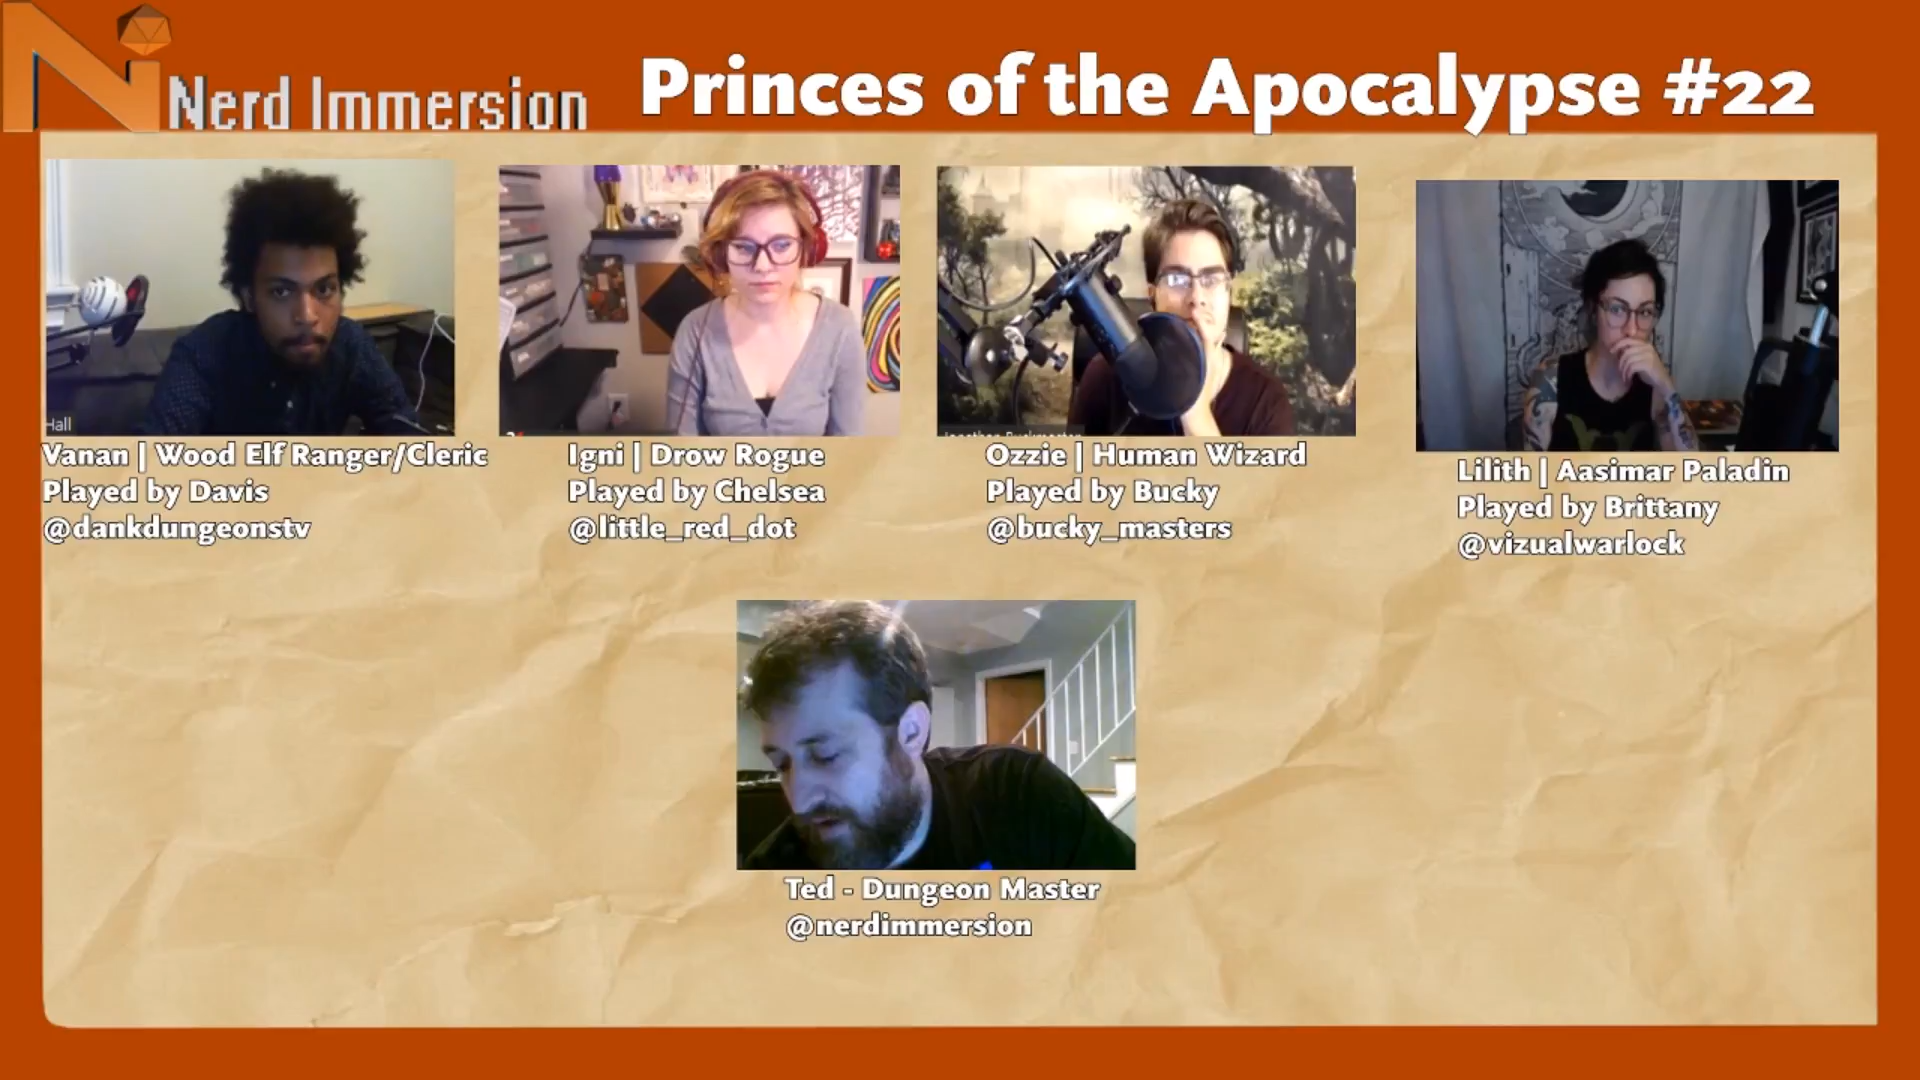 Nerd Immersion
Princes of the Apocalypse #22
Hall
Vanan | Wood Elf Ranger/Cleric
Played by Davis
@dankdungeonstv
Igni | Drow Rogue
Played by Chelsea
@little_red_dot
Ozzie | Human Wizard
Played by Bucky
@bucky_masters
Lilith | Aasimar Paladin
Played by Brittany
@vizualwarlock
Ted - Dungeon Master
@nerdimmersion